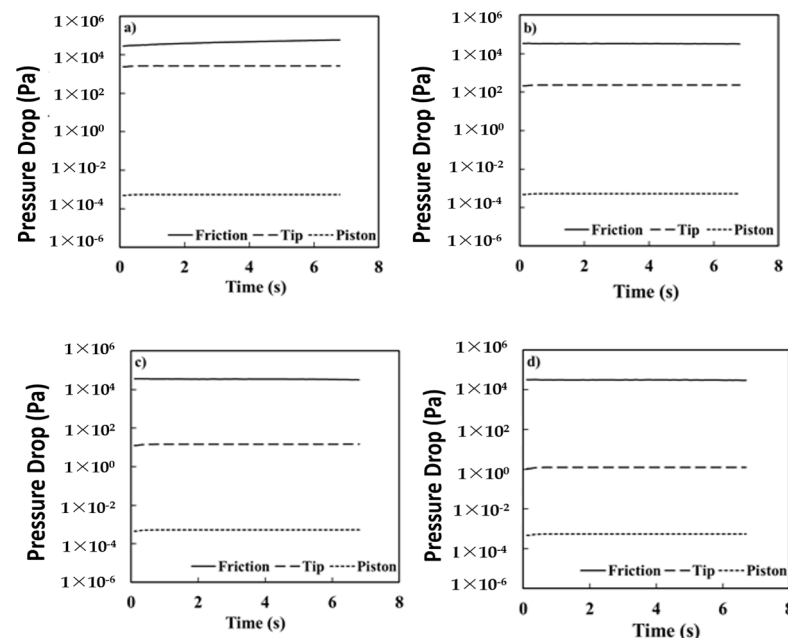 a)
Pressure Drop (Pa)
1×10⁶
1×10⁴
1×10²
1×10⁰
1×10⁻²
1×10⁻⁴
1×10⁻⁶
Friction Tip Piston
0 2 4 6 8
Time (s)
b)
Pressure Drop (Pa)
1×10⁶
1×10⁴
1×10²
1×10⁰
1×10⁻²
1×10⁻⁴
1×10⁻⁶
Friction Tip Piston
0 2 4 6 8
Time (s)
c)
Pressure Drop (Pa)
1×10⁶
1×10⁴
1×10²
1×10⁰
1×10⁻²
1×10⁻⁴
1×10⁻⁶
Friction Tip Piston
0 2 4 6 8
Time (s)
d)
Pressure Drop (Pa)
1×10⁶
1×10⁴
1×10²
1×10⁰
1×10⁻²
1×10⁻⁴
1×10⁻⁶
Friction Tip Piston
0 2 4 6 8
Time (s)